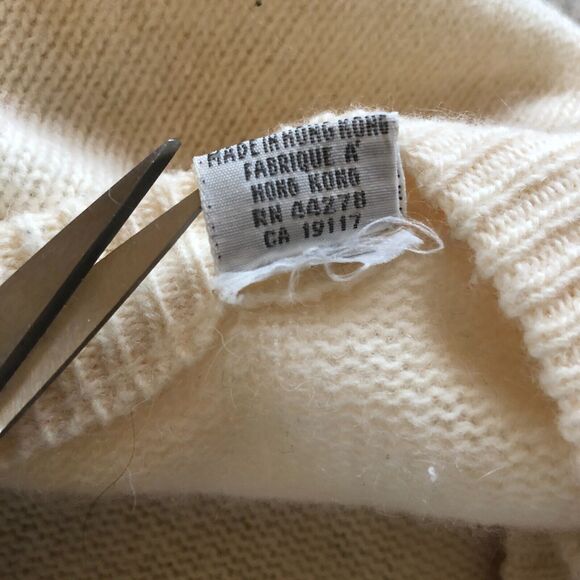 MADE IN HONG KONG
FABRIQUE A'
HONG KONG
RN 44278
CA 19117